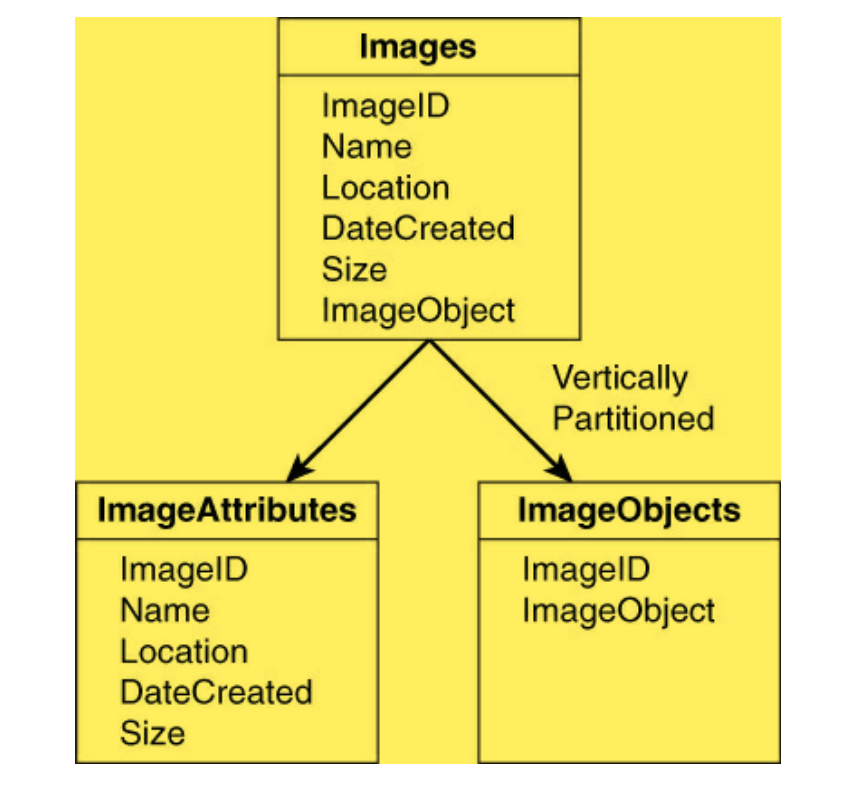 Images
ImageID
Name
Location
DateCreated
Size
ImageObject
Vertically
Partitioned
ImageAttributes
ImageID
Name
Location
DateCreated
Size
ImageObjects
ImageID
ImageObject